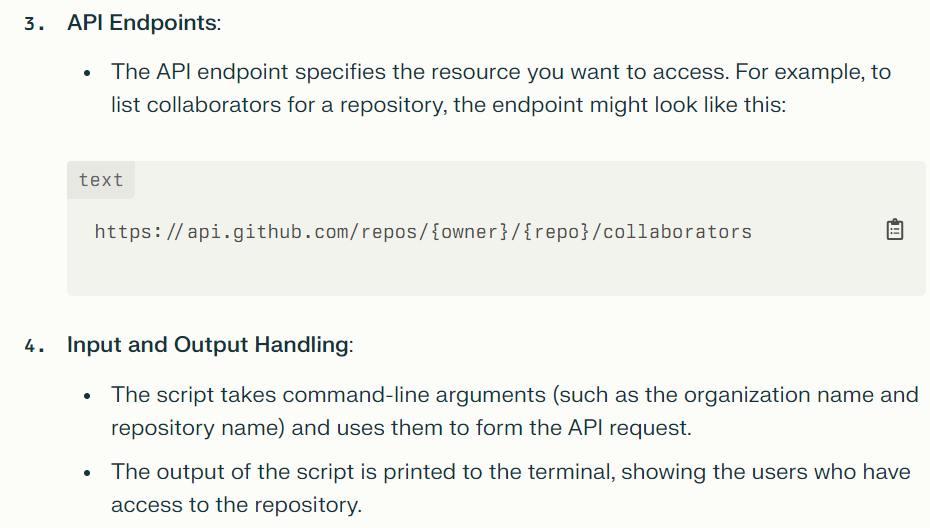 3. API Endpoints:
• The API endpoint specifies the resource you want to access. For example, to
list collaborators for a repository, the endpoint might look like this:
text
https://api.github.com/repos/{owner}/{repo}/collaborators
4. Input and Output Handling:
• The script takes command-line arguments (such as the organization name and
repository name) and uses them to form the API request.
• The output of the script is printed to the terminal, showing the users who have
access to the repository.